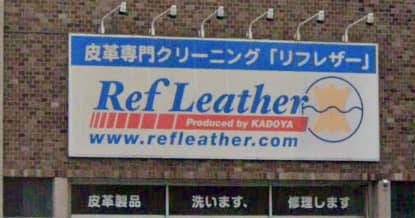 皮革専門クリーニング「リフレザー」
Ref Leather
Produced by KADOYA
www.refleather.com
皮革製品 洗います、 修理します